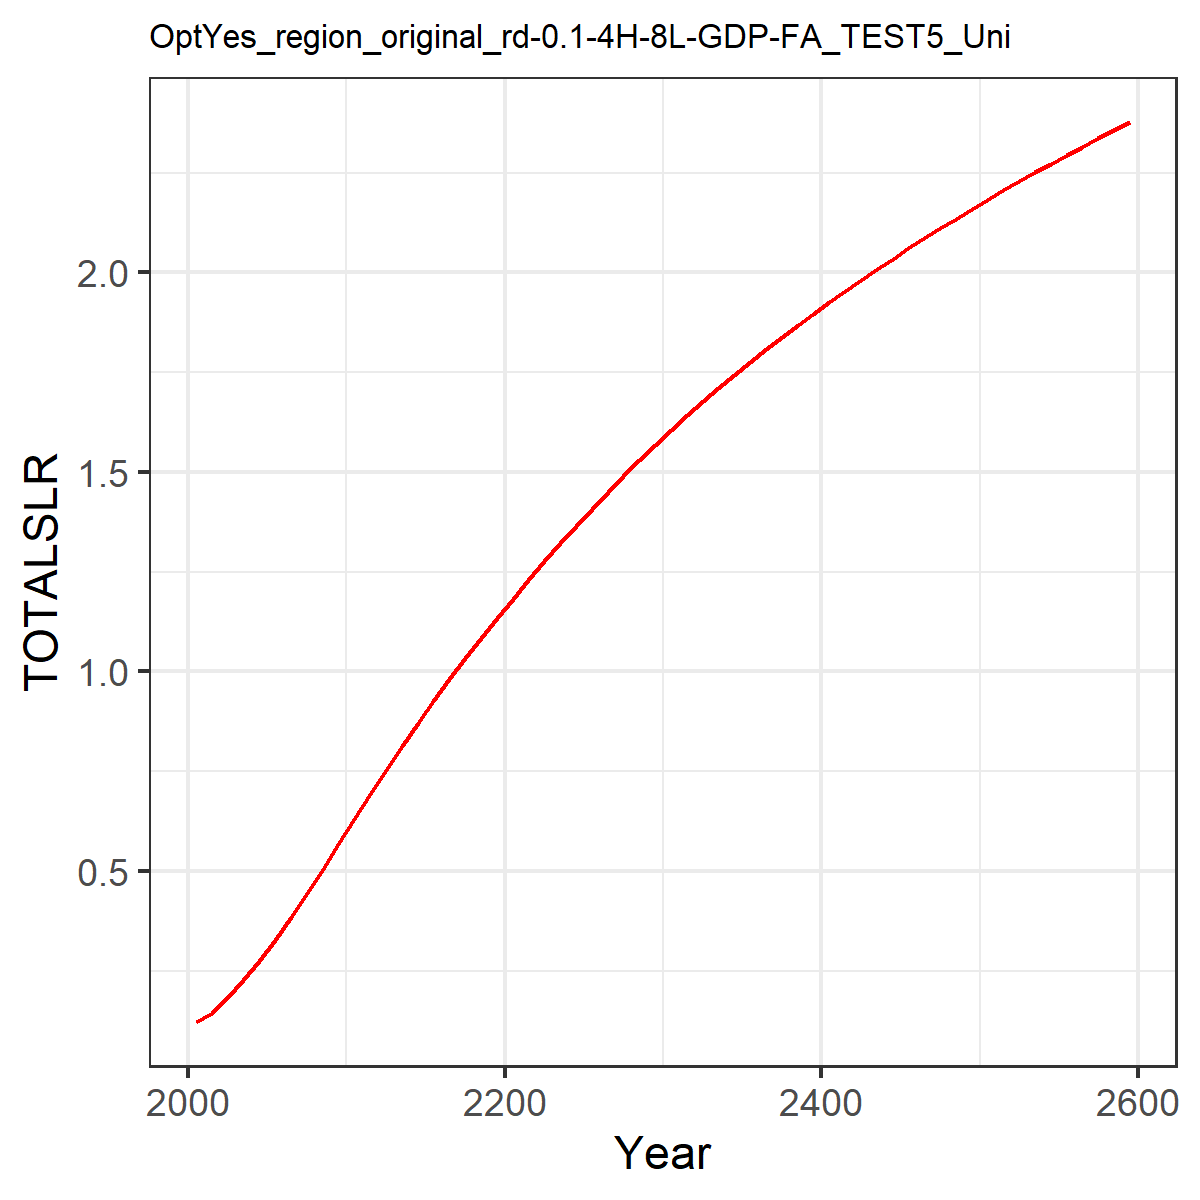 OptYes_region_original_rd-0.1-4H-8L-GDP-FA_TEST5_Uni
TOTALSLR
2.0
1.5
1.0
0.5
2000 2200 2400 2600
Year